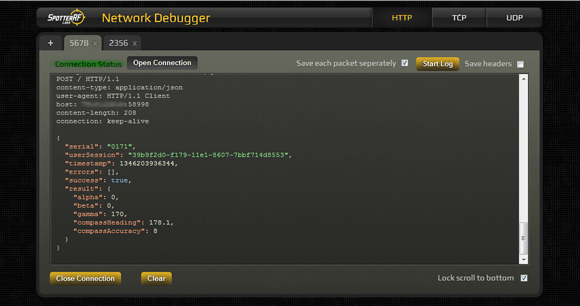 SPOTTERRF
LABS
Network Debugger
HTTP
TCP
UDP
+
5678 x
2356 x
Connection Status
Open Connection
Save each packet seperately
Start Log
Save headers
POST / HTTP/1.1
content-type: application/json
user-agent: HTTP/1.1 Client
host: :58998
content-length: 208
connection: keep-alive
{
"serial": "0171",
"userSession": "39b9f2d0-f179-11e1-8607-7bbf714d8553",
"timestamp": 1346203936344,
"errors": [],
"success": true,
"result": {
"alpha": 0,
"beta": 0,
"gamma": 170,
"compassHeading": 178.1,
"compassAccuracy": 8
}
}
Close Connection
Clear
Lock scroll to bottom